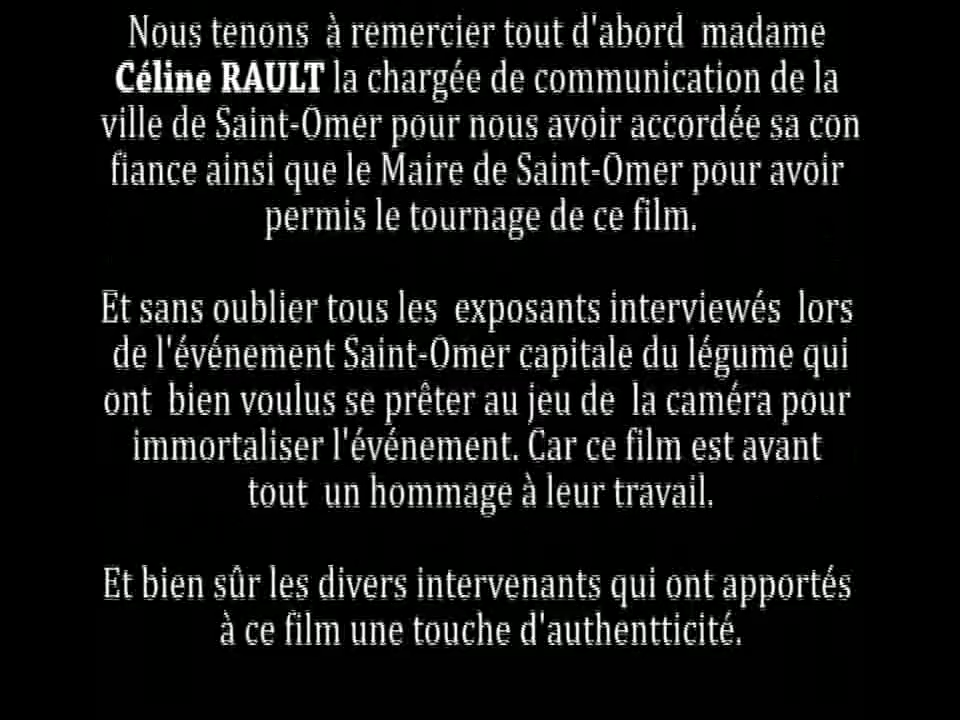 Nous tenons à remercier tout d'abord madame
Céline RAULT la chargée de communication de la
ville de Saint-Omer pour nous avoir accordée sa con
fiance ainsi que le Maire de Saint-Omer pour avoir
permis le tournage de ce film.
Et sans oublier tous les exposants interviewés lors
de l'événement Saint-Omer capitale du légume qui
ont bien voulus se prêter au jeu de la caméra pour
immortaliser l'événement. Car ce film est avant
tout un hommage à leur travail.
Et bien sûr les divers intervenants qui ont apportés
à ce film une touche d'authentticité.